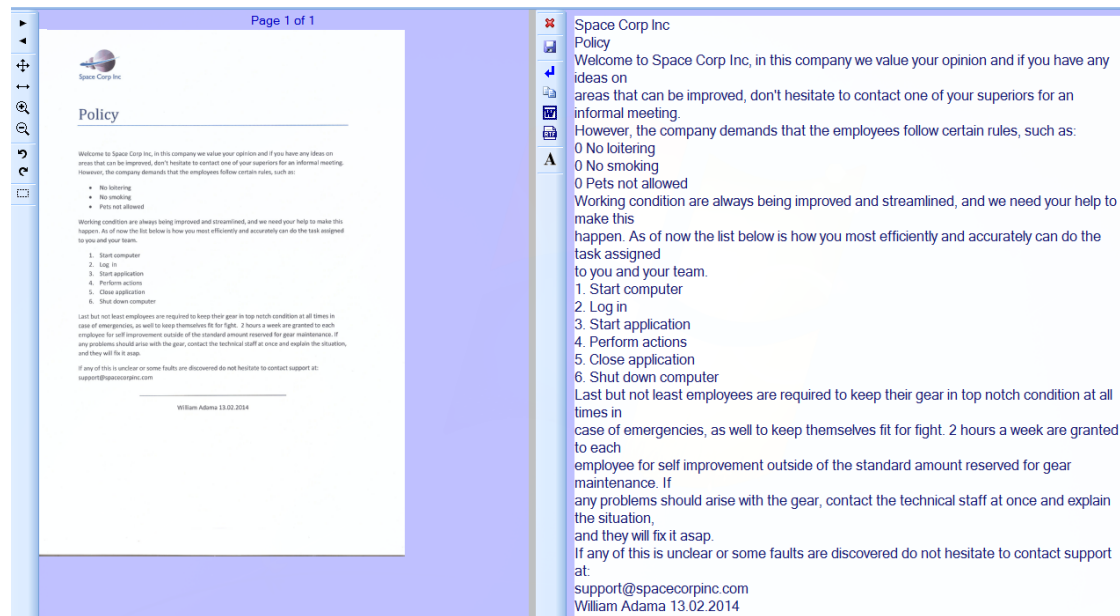 Page 1 of 1
Space Corp Inc
Policy
Welcome to Space Corp Inc, in this company we value your opinion and if you have any ideas on
areas that can be improved, don't hesitate to contact one of your superiors for an informal meeting.
However, the company demands that the employees follow certain rules, such as:
• No loitering
• No smoking
• Pets not allowed
Working condition are always being improved and streamlined, and we need your help to make this
happen. As of now the list below is how you most efficiently and accurately can do the task assigned
to you and your team.
1. Start computer
2. Log in
3. Start application
4. Perform actions
5. Close application
6. Shut down computer
Last but not least employees are required to keep their gear in top notch condition at all times in
case of emergencies, as well to keep themselves fit for fight. 2 hours a week are granted to each
employee for self improvement outside of the standard amount reserved for gear maintenance. If
any problems should arise with the gear, contact the technical staff at once and explain the situation,
and they will fix it asap.
If any of this is unclear or some faults are discovered do not hesitate to contact support at:
support@spacecorpinc.com
William Adama 13.02.2014
Space Corp Inc
Policy
Welcome to Space Corp Inc, in this company we value your opinion and if you have any
ideas on
areas that can be improved, don't hesitate to contact one of your superiors for an
informal meeting.
However, the company demands that the employees follow certain rules, such as:
0 No loitering
0 No smoking
0 Pets not allowed
Working condition are always being improved and streamlined, and we need your help to
make this
happen. As of now the list below is how you most efficiently and accurately can do the
task assigned
to you and your team.
1. Start computer
2. Log in
3. Start application
4. Perform actions
5. Close application
6. Shut down computer
Last but not least employees are required to keep their gear in top notch condition at all
times in
case of emergencies, as well to keep themselves fit for fight. 2 hours a week are granted
to each
employee for self improvement outside of the standard amount reserved for gear
maintenance. If
any problems should arise with the gear, contact the technical staff at once and explain
the situation,
and they will fix it asap.
If any of this is unclear or some faults are discovered do not hesitate to contact support
at:
support@spacecorpinc.com
William Adama 13.02.2014